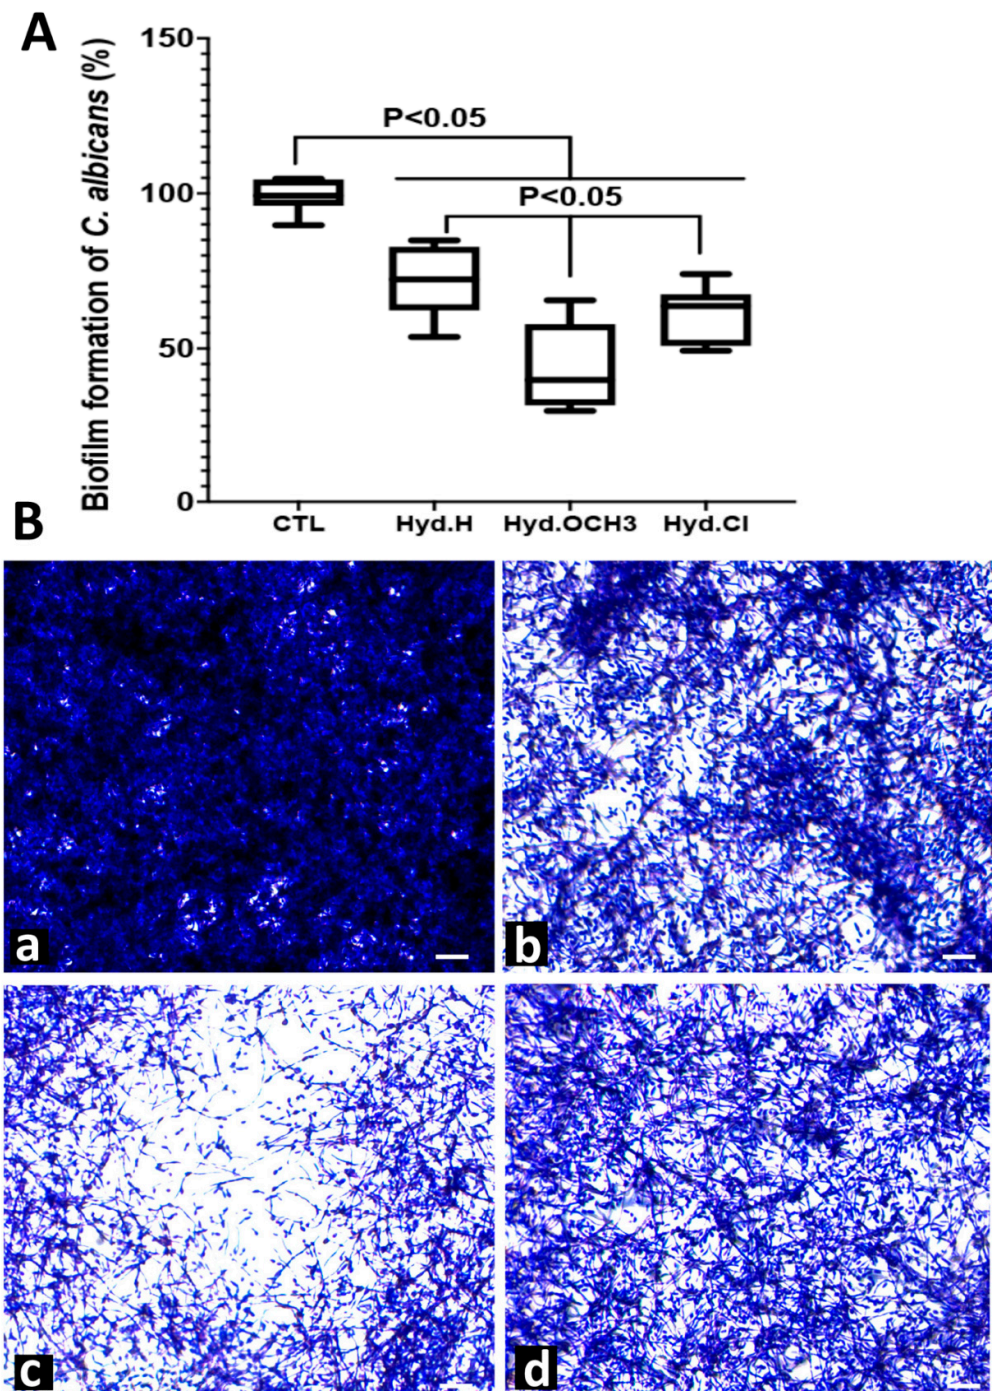 A
Biofilm formation of C. albicans (%)
150
100
50
0
P<0.05
P<0.05
CTL Hyd.H Hyd.OCH3 Hyd.Cl
B
a
b
c
d